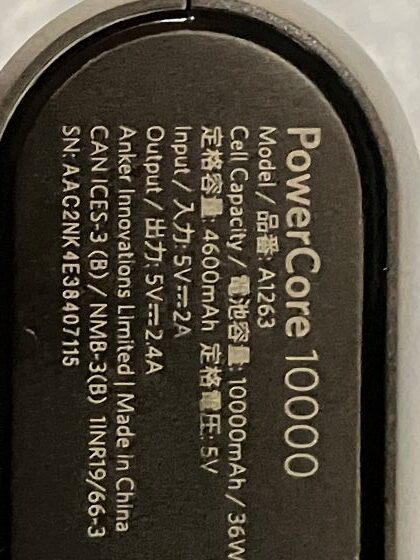 PowerCore 10000
Model / 品番: A1263
Cell Capacity / 電池容量: 10000mAh / 36W
定格容量: 4600mAh 定格電圧: 5V
Input / 入力: 5V⎓2A
Output / 出力: 5V⎓2.4A
Anker Innovations Limited | Made in China
CAN ICES-3 (B) / NMB-3(B) 1INR19/66-3
SN: AAC2NK4E38407115